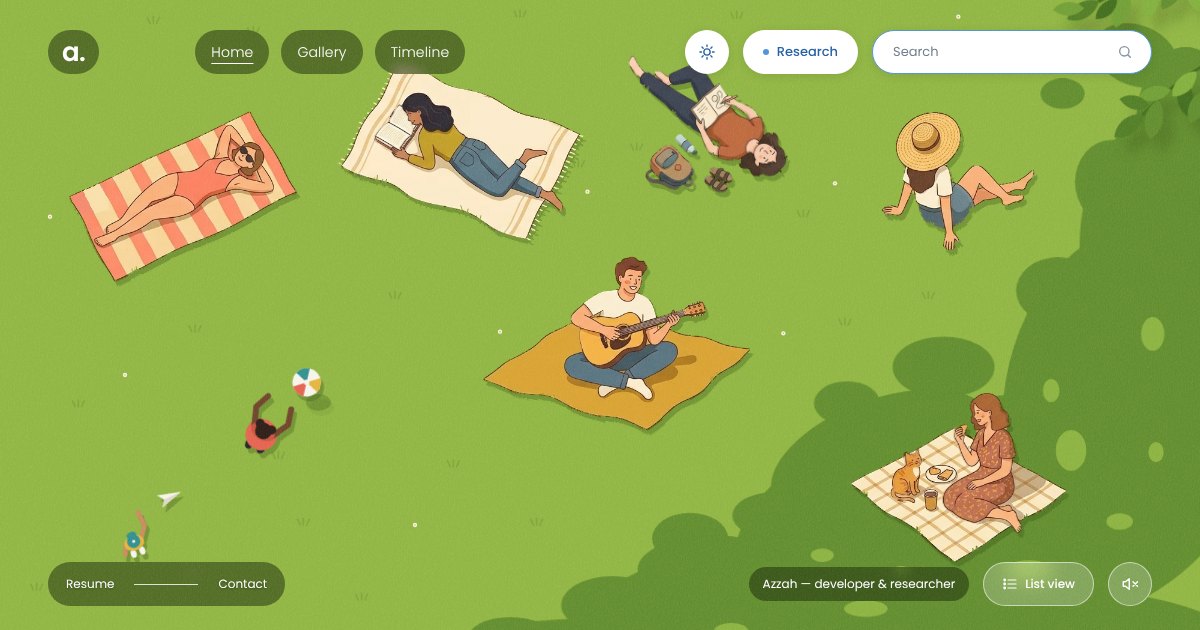 a.
Home
Gallery
Timeline
Research
Search
Resume
Contact
Azzah — developer & researcher
List view